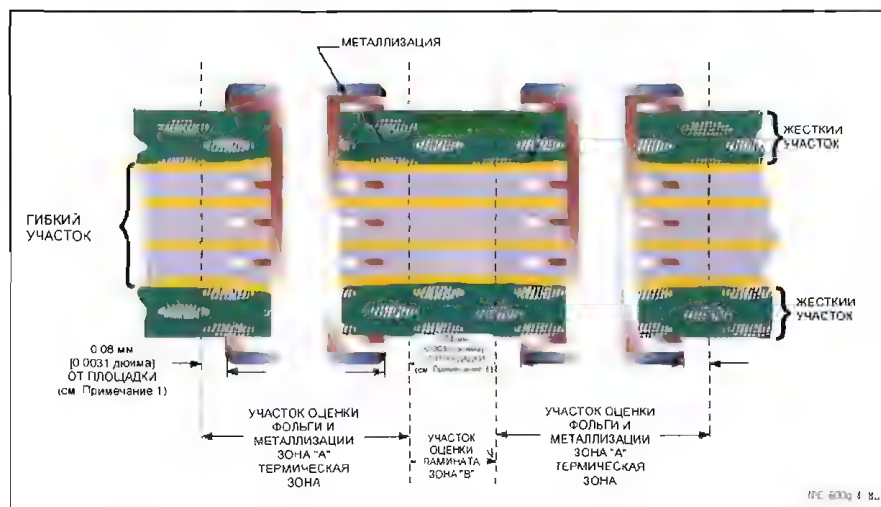 МЕТАЛЛИЗАЦИЯ
ЖЕСТКИЙ
УЧАСТОК
ГИБКИЙ
УЧАСТОК
ЖЕСТКИЙ
УЧАСТОК
0.08 мм
[0.0031 дюйма]
ОТ ПЛОЩАДКИ
(см. Примечание 1)
УЧАСТОК ОЦЕНКИ
ФОЛЬГИ И
МЕТАЛЛИЗАЦИИ
ЗОНА "А"
ТЕРМИЧЕСКАЯ
ЗОНА
УЧАСТОК
ОЦЕНКИ
ЛАМИНАТА
ЗОНА "В"
УЧАСТОК ОЦЕНКИ
ФОЛЬГИ И
МЕТАЛЛИЗАЦИИ
ЗОНА "А"
ТЕРМИЧЕСКАЯ
ЗОНА